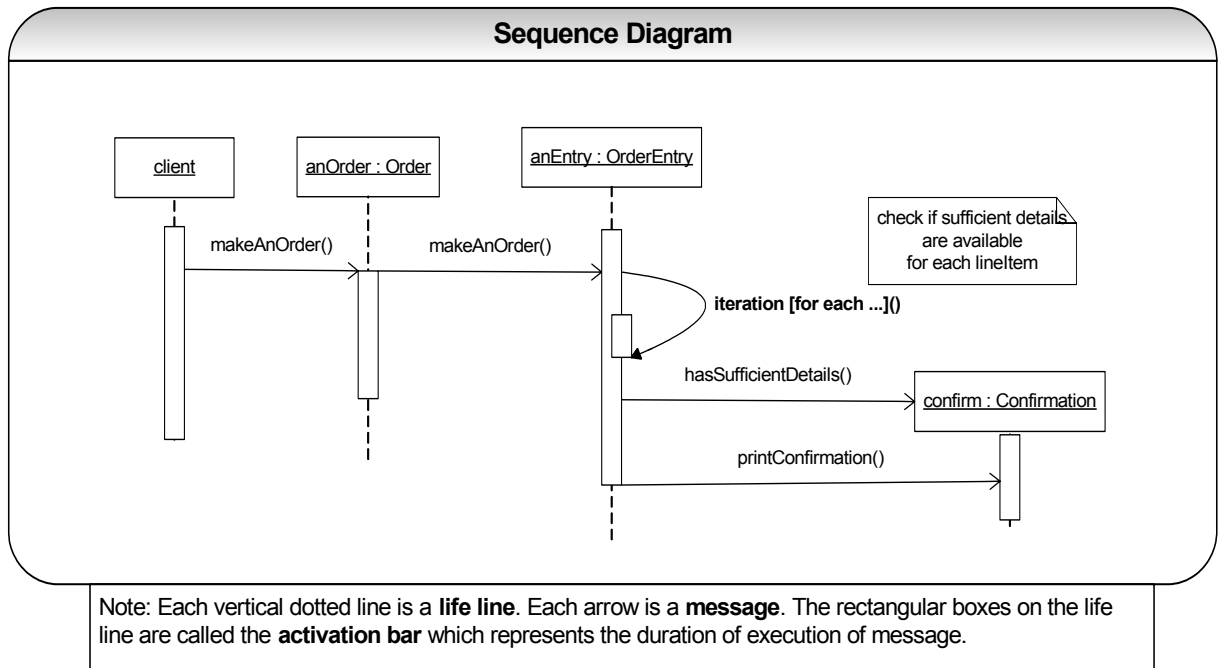 Sequence Diagram
client
anOrder : Order
anEntry : OrderEntry
check if sufficient details
are available
for each lineItem
makeAnOrder()
makeAnOrder()
iteration [for each ...]()
hasSufficientDetails()
confirm : Confirmation
printConfirmation()
Note: Each vertical dotted line is a life line. Each arrow is a message. The rectangular boxes on the life
line are called the activation bar which represents the duration of execution of message.